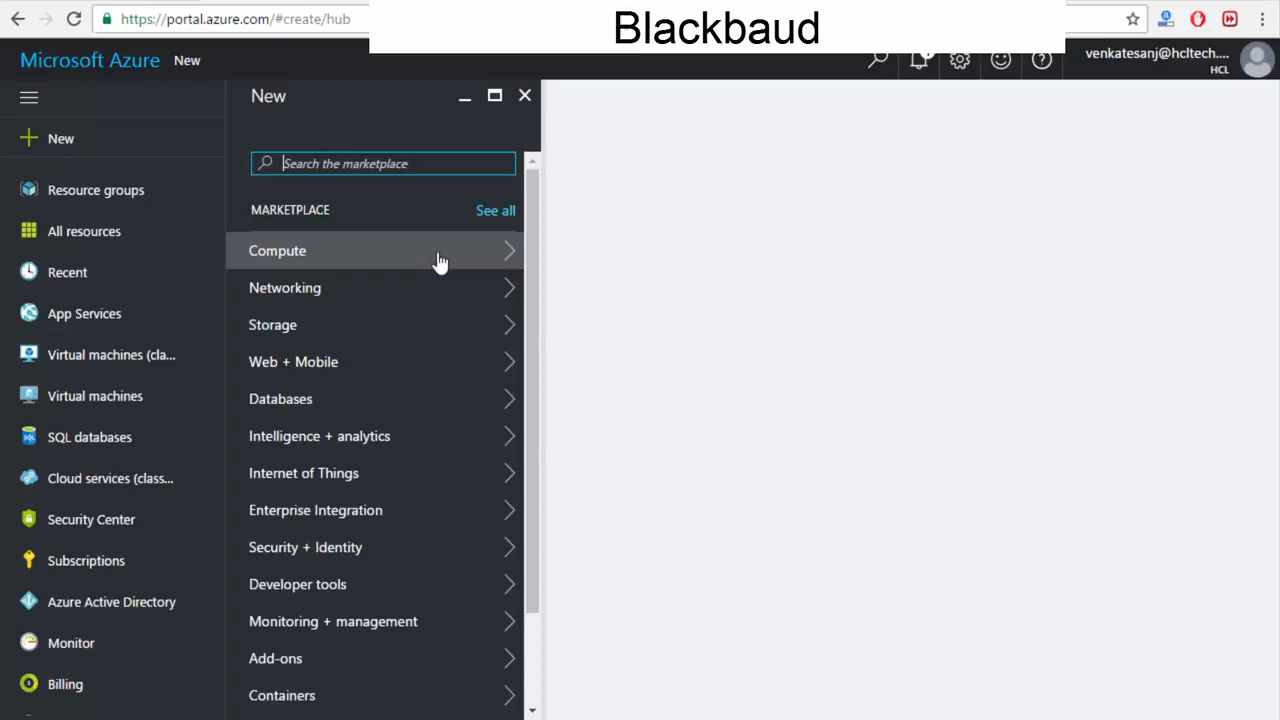 https://portal.azure.com/#create/hub
Blackbaud
Microsoft Azure New
venkatesanj@hcltech....
HCL
New
New
Resource groups
All resources
Recent
App Services
Virtual machines (cla...
Virtual machines
SQL databases
Cloud services (class...
Security Center
Subscriptions
Azure Active Directory
Monitor
Billing
Search the marketplace
MARKETPLACE See all
Compute
Networking
Storage
Web + Mobile
Databases
Intelligence + analytics
Internet of Things
Enterprise Integration
Security + Identity
Developer tools
Monitoring + management
Add-ons
Containers